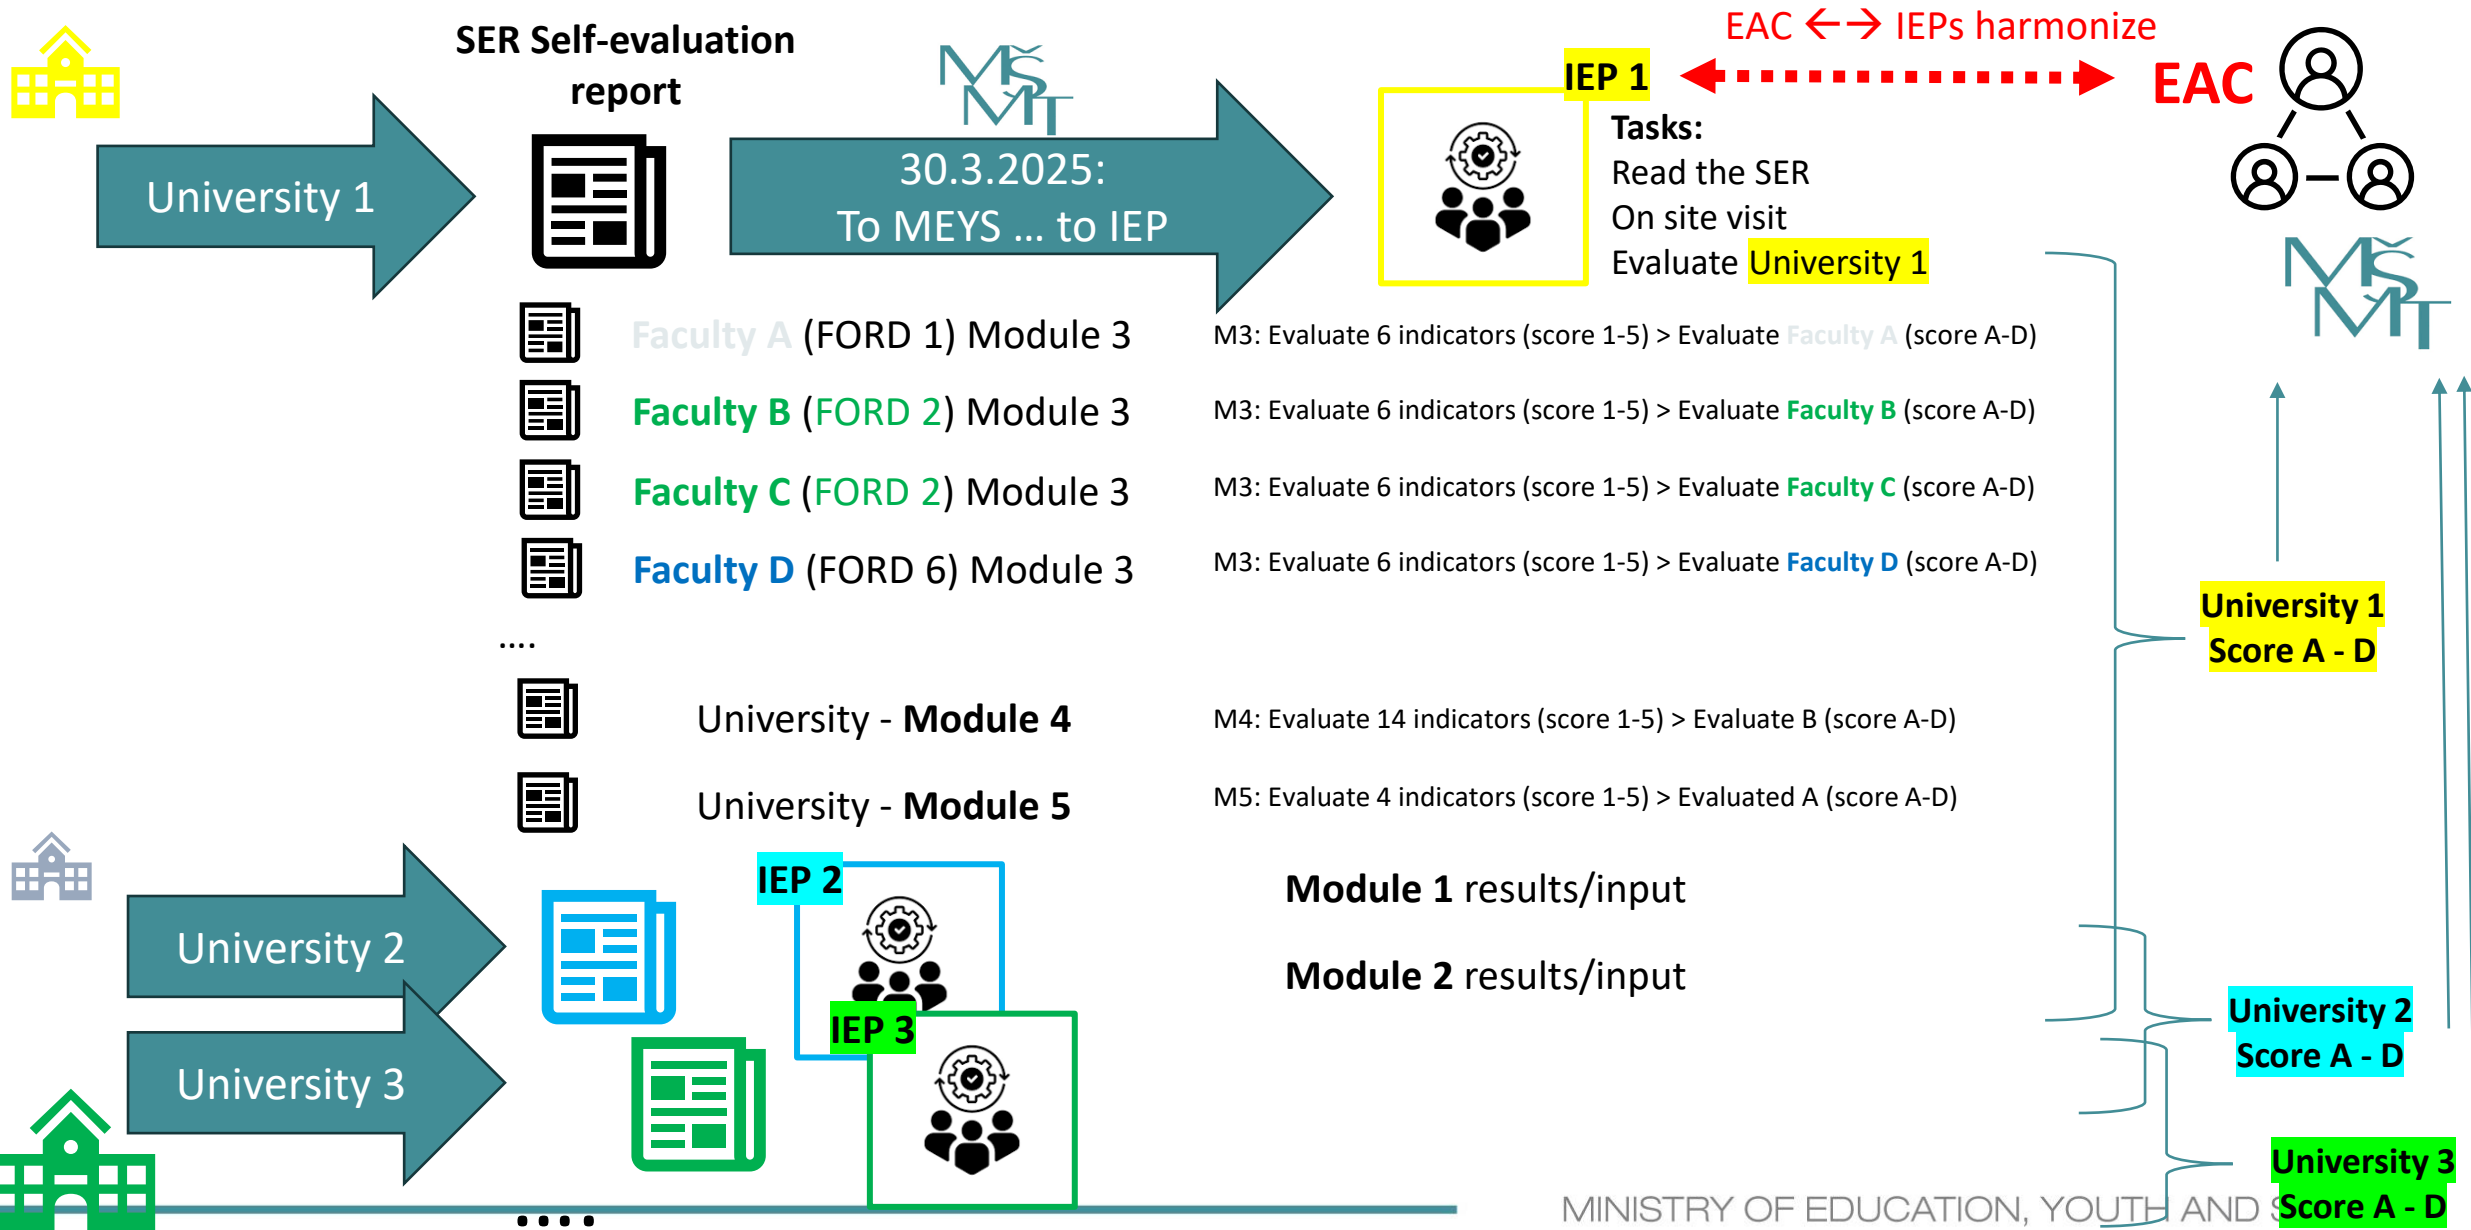 SER Self-evaluation
report
MŠMT
EAC ←→ IEPs harmonize
IEP 1
EAC
University 1
30.3.2025:
To MEYS ... to IEP
Tasks:
Read the SER
On site visit
Evaluate University 1
MŠMT
Faculty A (FORD 1) Module 3
M3: Evaluate 6 indicators (score 1-5) > Evaluate Faculty A (score A-D)
Faculty B (FORD 2) Module 3
M3: Evaluate 6 indicators (score 1-5) > Evaluate Faculty B (score A-D)
Faculty C (FORD 2) Module 3
M3: Evaluate 6 indicators (score 1-5) > Evaluate Faculty C (score A-D)
Faculty D (FORD 6) Module 3
M3: Evaluate 6 indicators (score 1-5) > Evaluate Faculty D (score A-D)
....
University 1
Score A - D
University - Module 4
M4: Evaluate 14 indicators (score 1-5) > Evaluate B (score A-D)
University - Module 5
M5: Evaluate 4 indicators (score 1-5) > Evaluated A (score A-D)
University 2
IEP 2
Module 1 results/input
Module 2 results/input
University 2
Score A - D
University 3
IEP 3
University 3
Score A - D
MINISTRY OF EDUCATION, YOUTH AND
....